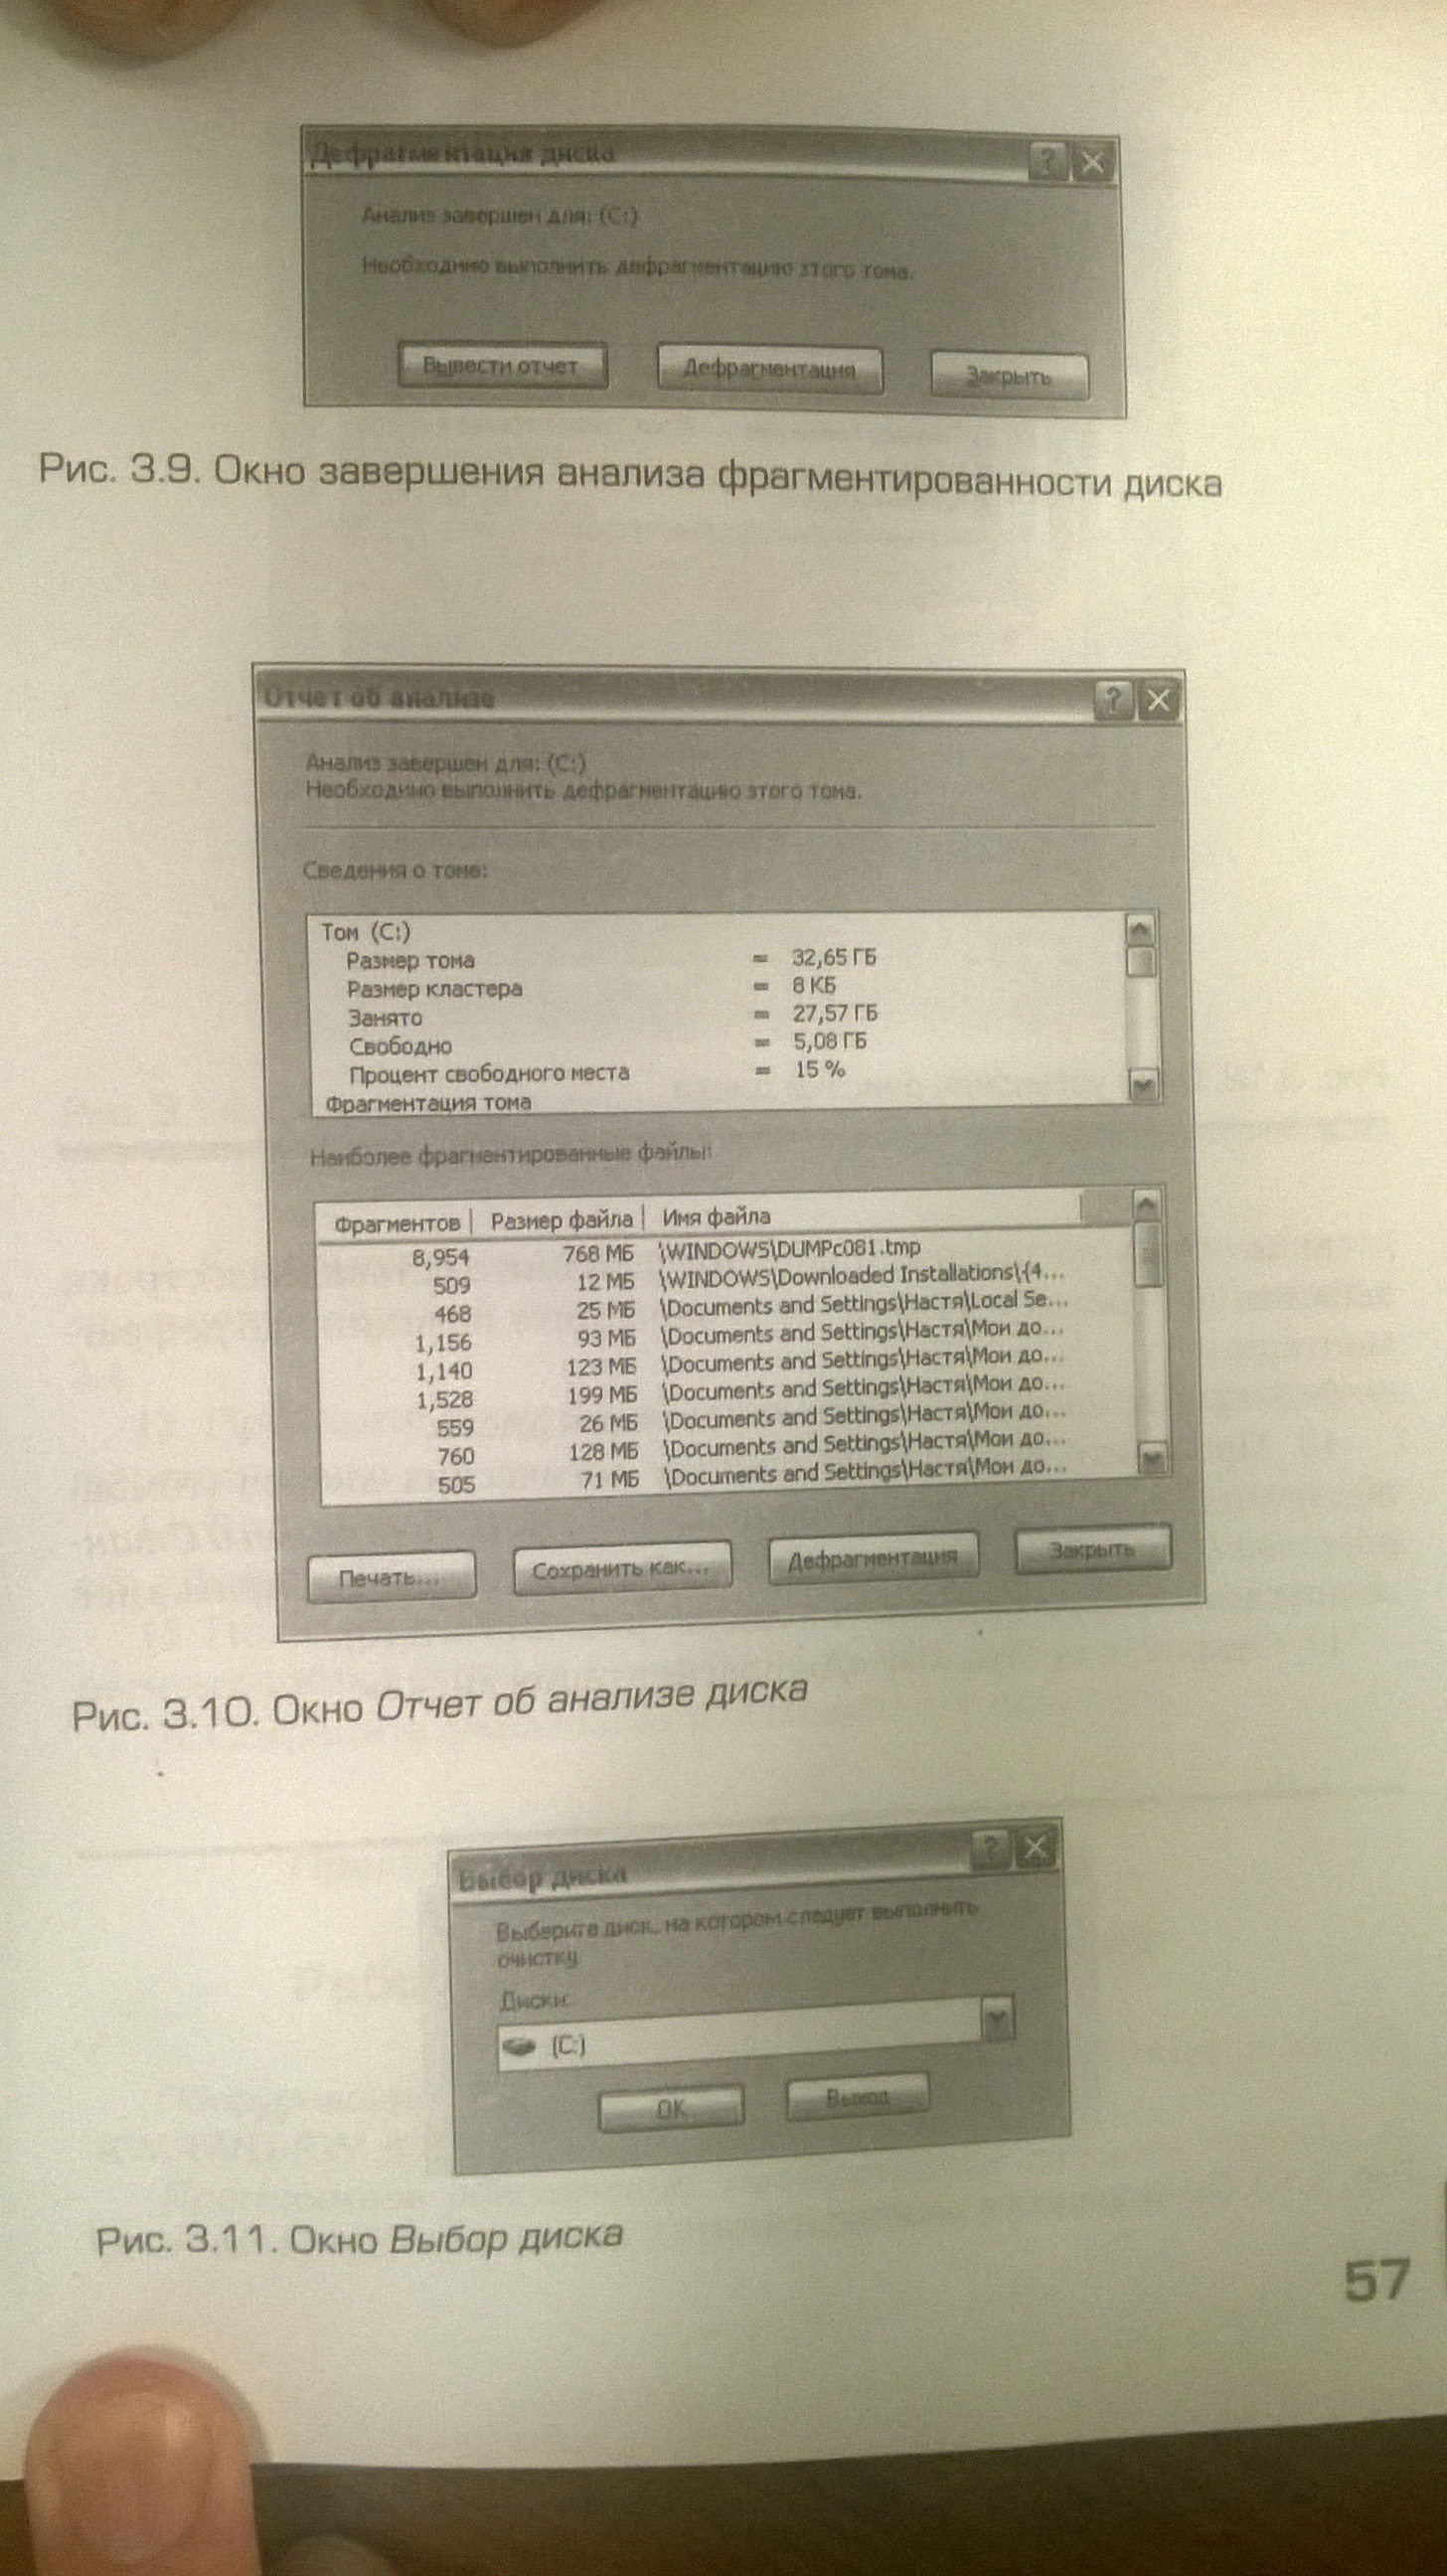 Дефрагментация диска
Анализ завершен для: (C:)
Необходимо выполнить дефрагментацию этого тома.
Вывести отчет Дефрагментация Закрыть
Рис. 3.9. Окно завершения анализа фрагментированности диска
Отчет об анализе
Анализ завершен для: (C:)
Необходимо выполнить дефрагментацию этого тома.
Сведения о томе:
Том (C:)
Размер тома = 32,65 ГБ
Размер кластера = 8 КБ
Занято = 27,57 ГБ
Свободно = 5,08 ГБ
Процент свободного места = 15 %
Фрагментация тома
Наиболее фрагментированные файлы:
Фрагментов Размер файла Имя файла
8,954 768 МБ \WINDOWS\DUMPc081.tmp
509 12 МБ \WINDOWS\Downloaded Installations\{4...
468 25 МБ \Documents and Settings\Настя\Local Se...
1,156 93 МБ \Documents and Settings\Настя\Мои до...
1,140 123 МБ \Documents and Settings\Настя\Мои до...
1,528 199 МБ \Documents and Settings\Настя\Мои до...
559 26 МБ \Documents and Settings\Настя\Мои до...
760 128 МБ \Documents and Settings\Настя\Мои до...
505 71 МБ \Documents and Settings\Настя\Мои до...
Печать... Сохранить как... Дефрагментация Закрыть
Рис. 3.10. Окно Отчет об анализе диска
Выбор диска
Выберите диск, на котором следует выполнить
очистку
Диски:
(C:)
ОК Выход
Рис. 3.11. Окно Выбор диска
57